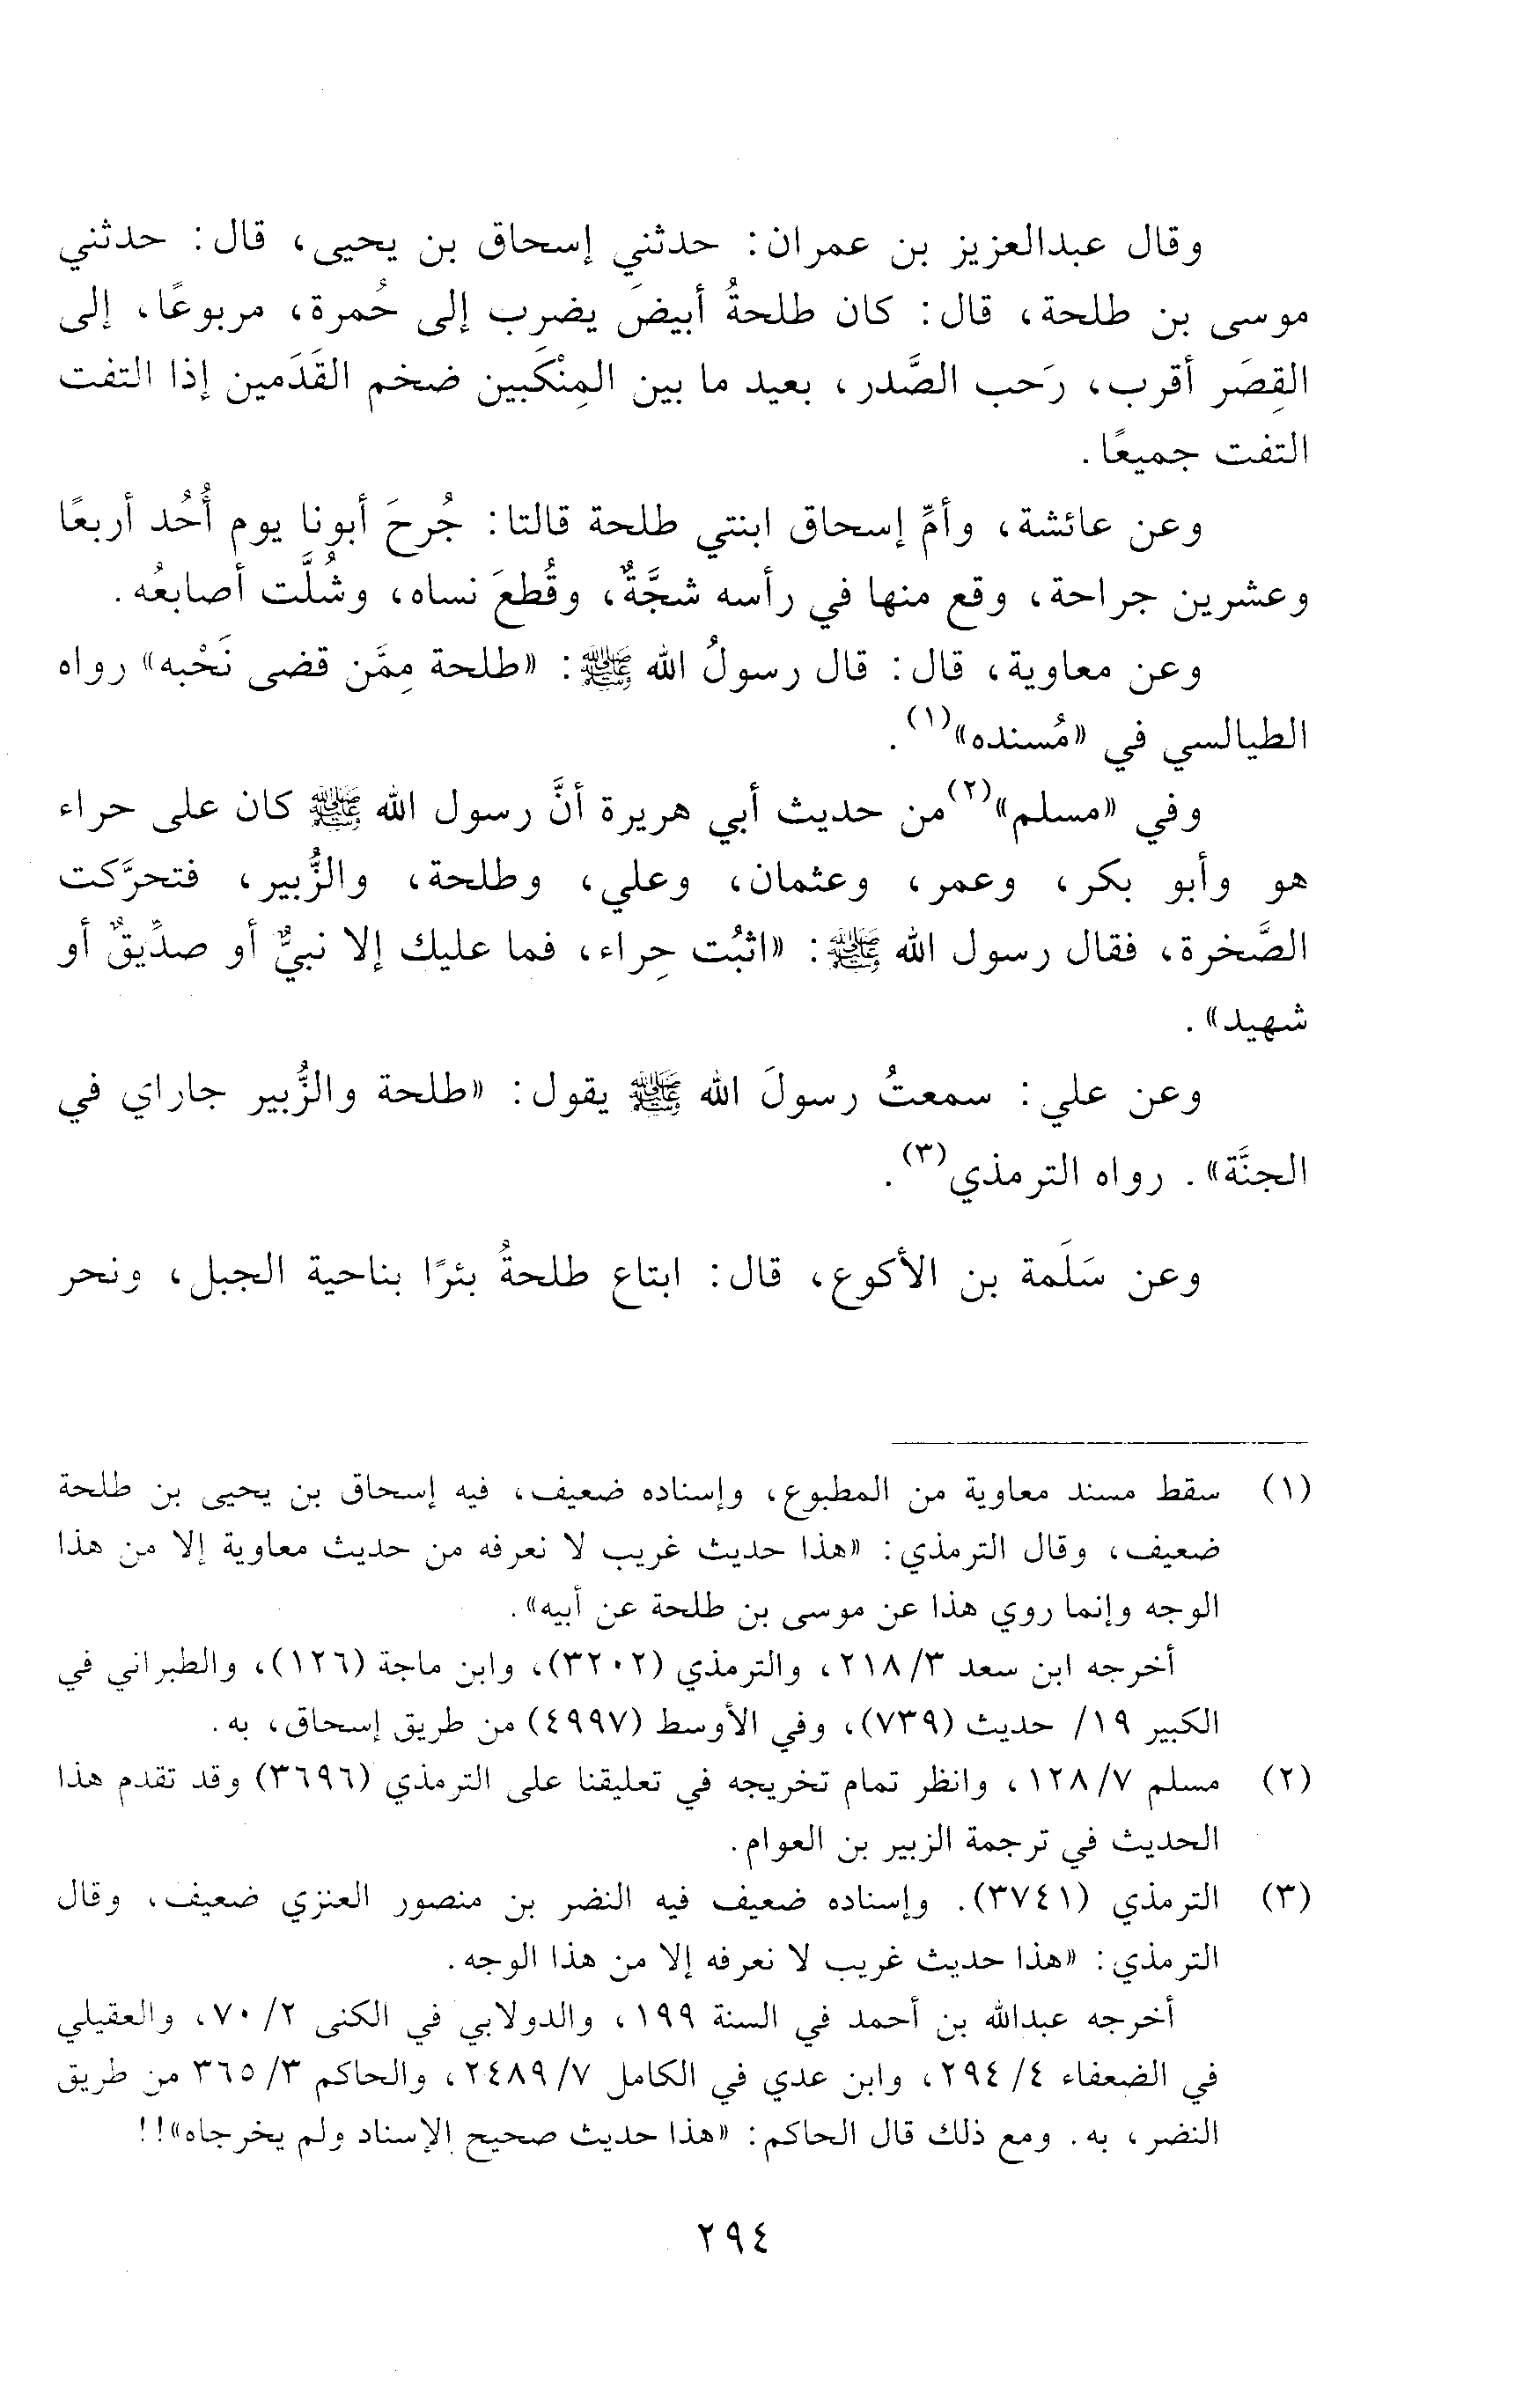 وقال عبدالعزيز بن عمران: حدثني إسحاق بن يحيى، قال: حدثني
موسى بن طلحة، قال: كان طلحةُ أبيضَ يضرِب إلى حُمرة، مربوعًا، إلى
القِصَر أقرب، رَحب الصَّدر، بعيد ما بين المِنْكَبين ضخم القَدَمين إذا التفت
التفت جميعًا.
وعن عائشة، وأمِّ إسحاق ابنتي طلحة قالتا: جُرحَ أبونا يوم أُحُد أربعًا
وعشرين جراحة، وقع منها في رأسه شجَّةٌ، وقُطعَ نساه، وشُلَّت أصابعُه.
وعن معاوية، قال: قال رسولُ الله ﷺ: «طلحة مِمَّن قضى نَحْبه» رواه
الطيالسي في «مُسنده»(١).
وفي «مسلم»(٢) من حديث أبي هريرة أنَّ رسول الله ﷺ كان على حراء
هو وأبو بكر، وعمر، وعثمان، وعلي، وطلحة، والزُّبير، فتحرَّكت
الصَّخرة، فقال رسول الله ﷺ: «اثبُت حِراء، فما عليك إلا نبيٌّ أو صدِّيقٌ أو
شهيد».
وعن علي: سمعتُ رسولَ الله ﷺ يقول: «طلحة والزُّبير جاراي في
الجنَّة». رواه الترمذي(٣).
وعن سَلَمة بن الأكوع، قال: ابتاع طلحةُ بئرًا بناحية الجبل، ونحر
(١) سقط مسند معاوية من المطبوع، وإسناده ضعيف، فيه إسحاق بن يحيى بن طلحة
ضعيف، وقال الترمذي: «هذا حديث غريب لا نعرفه من حديث معاوية إلا من هذا
الوجه وإنما روي هذا عن موسى بن طلحة عن أبيه».
أخرجه ابن سعد ٣/ ٢١٨، والترمذي (٣٢٠٢)، وابن ماجة (١٢٦)، والطبراني في
الكبير ١٩/ حديث (٧٣٩)، وفي الأوسط (٤٩٩٧) من طريق إسحاق، به.
(٢) مسلم ٧/ ١٢٨، وانظر تمام تخريجه في تعليقنا على الترمذي (٣٦٩٦) وقد تقدم هذا
الحديث في ترجمة الزبير بن العوام.
(٣) الترمذي (٣٧٤١). وإسناده ضعيف فيه النضر بن منصور العنزي ضعيف، وقال
الترمذي: «هذا حديث غريب لا نعرفه إلا من هذا الوجه.
أخرجه عبدالله بن أحمد في السنة ١٩٩، والدولابي في الكنى ٢/ ٧٠، والعقيلي
في الضعفاء ٤/ ٢٩٤، وابن عدي في الكامل ٧/ ٢٤٨٩، والحاكم ٣/ ٣٦٥ من طريق
النضر، به. ومع ذلك قال الحاكم: «هذا حديث صحيح الإسناد ولم يخرجاه»!!
٢٩٤